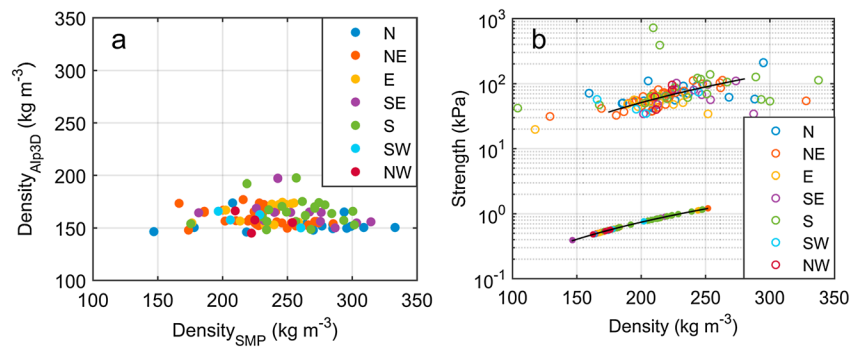 a
350
300
250
200
150
100
Density_Alp3D (kg m⁻³)
100 150 200 250 300 350
Density_SMP (kg m⁻³)
N
NE
E
SE
S
SW
NW
b
10³
10²
10¹
10⁰
10⁻¹
Strength (kPa)
100 150 200 250 300 350
Density (kg m⁻³)
N
NE
E
SE
S
SW
NW